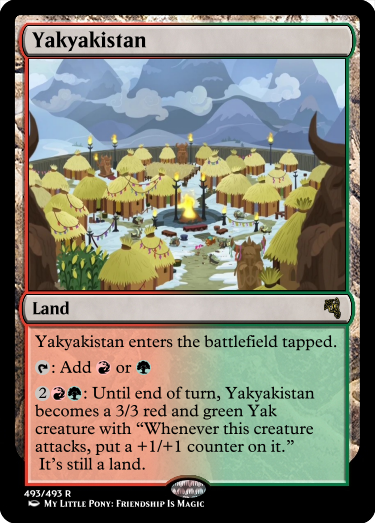 Yakyakistan
Land
Yakyakistan enters the battlefield tapped.
: Add or
2 : Until end of turn, Yakyakistan
becomes a 3/3 red and green Yak
creature with “Whenever this creature
attacks, put a +1/+1 counter on it.”
It's still a land.
493/493 R
My Little Pony: Friendship Is Magic